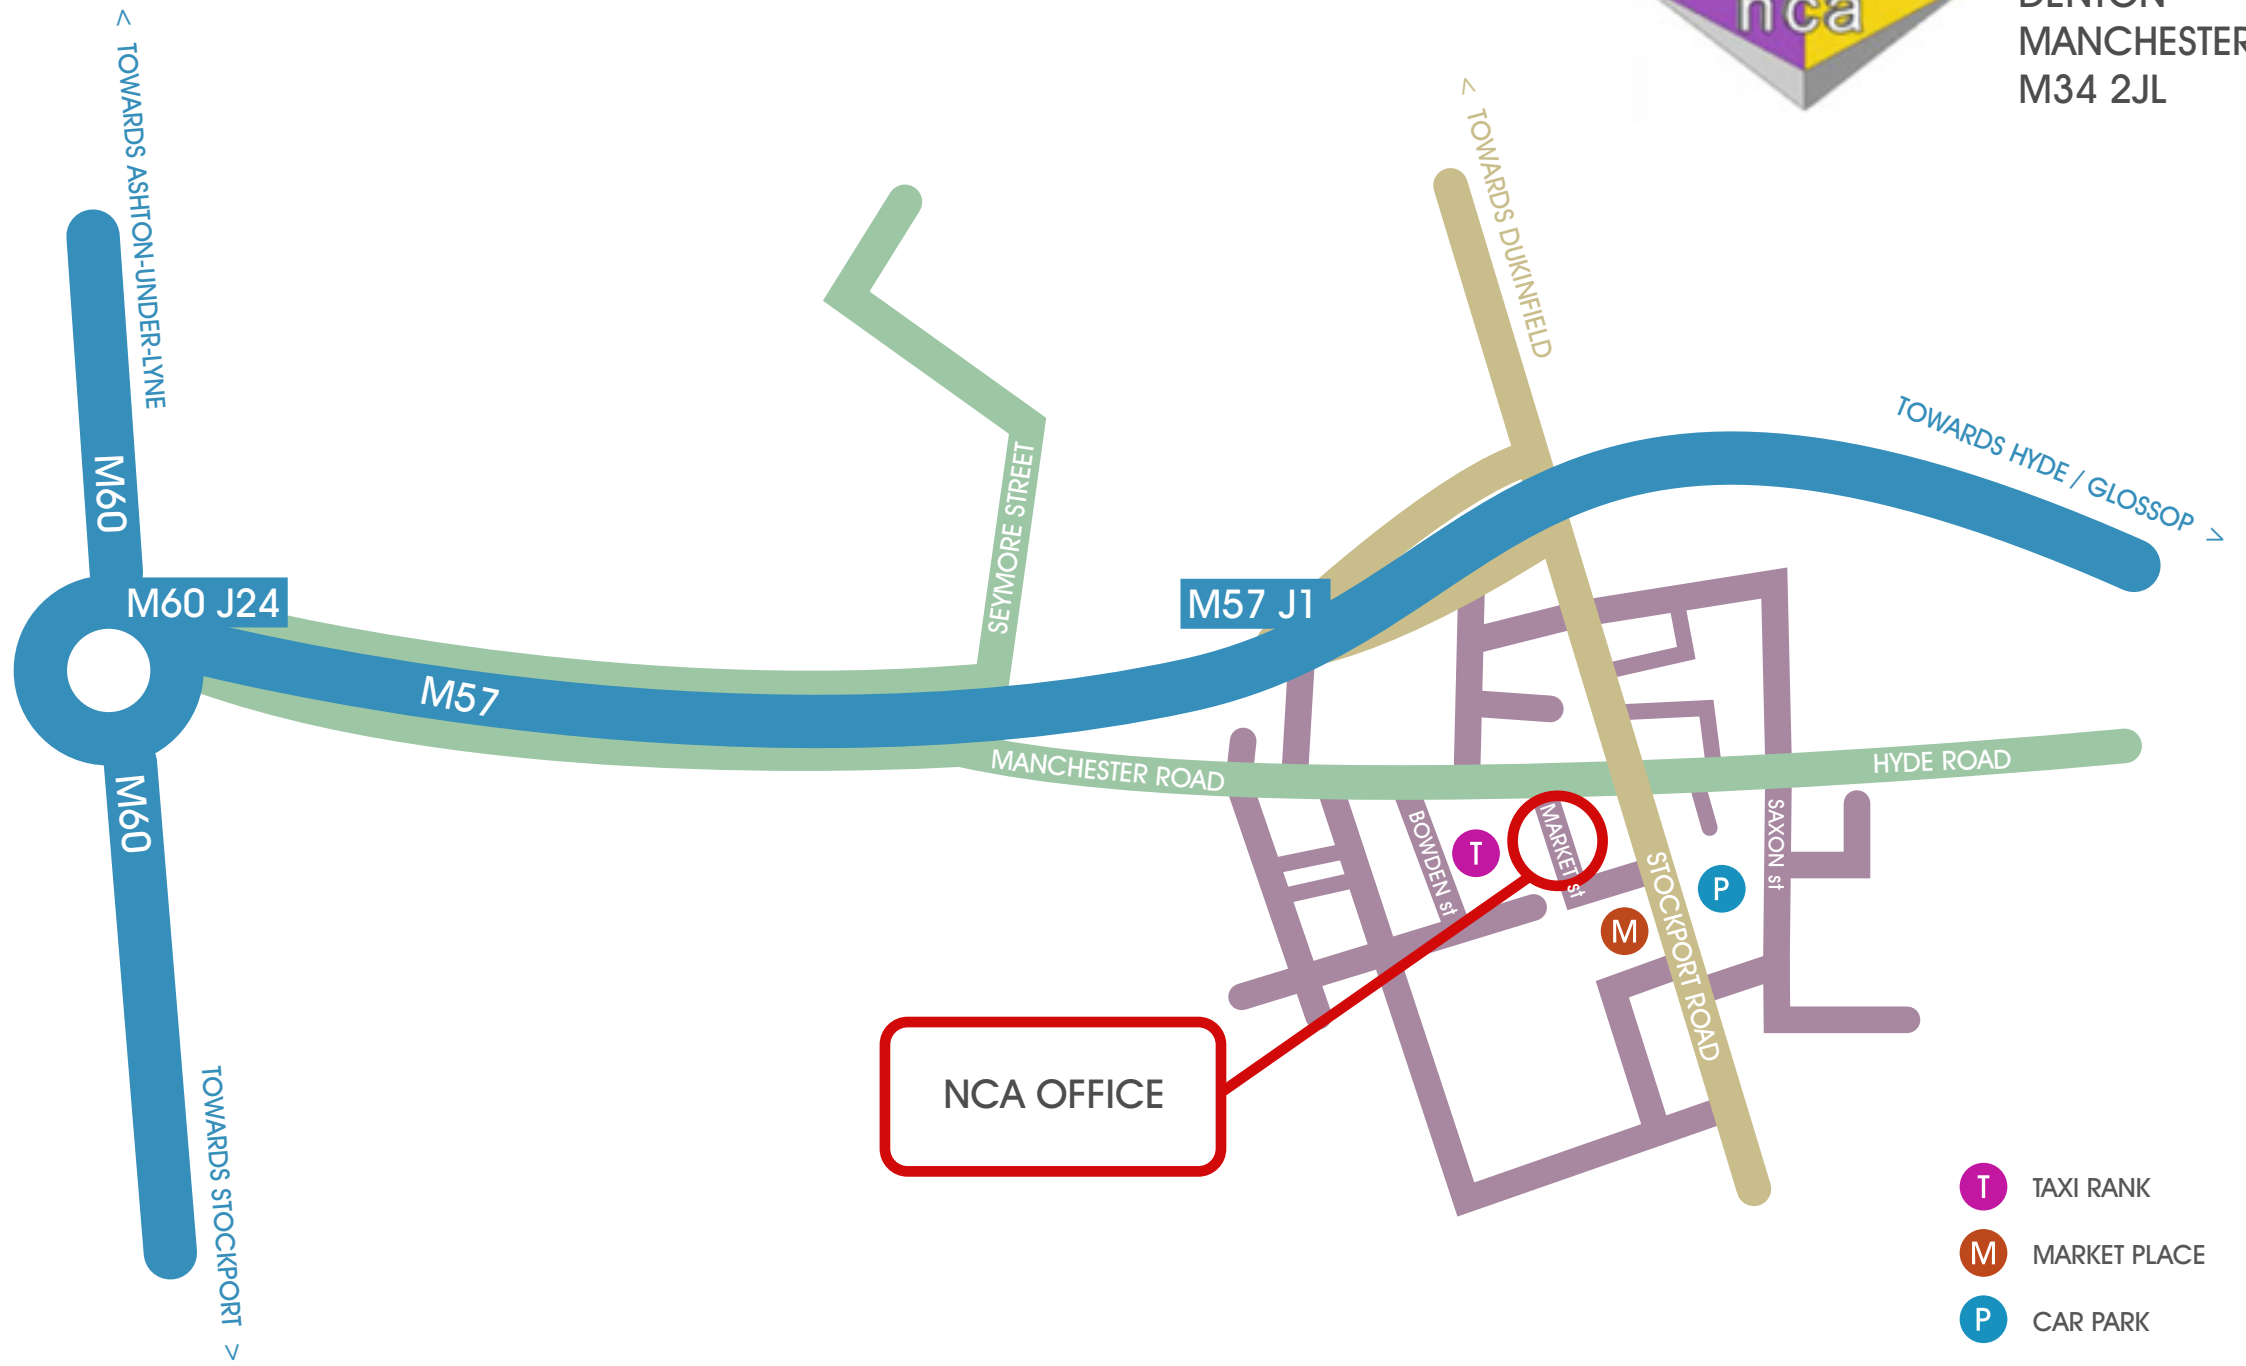 nca
DENTON
MANCHESTER
M34 2JL
< TOWARDS ASHTON-UNDER-LYNE
< TOWARDS DUKINFIELD
TOWARDS HYDE / GLOSSOP >
M60
SEYMORE STREET
M60 J24
M57 J1
M57
MANCHESTER ROAD
HYDE ROAD
M60
BOWDEN st
T
MARKET st
SAXON st
STOCKPORT ROAD
P
M
NCA OFFICE
TOWARDS STOCKPORT >
T TAXI RANK
M MARKET PLACE
P CAR PARK